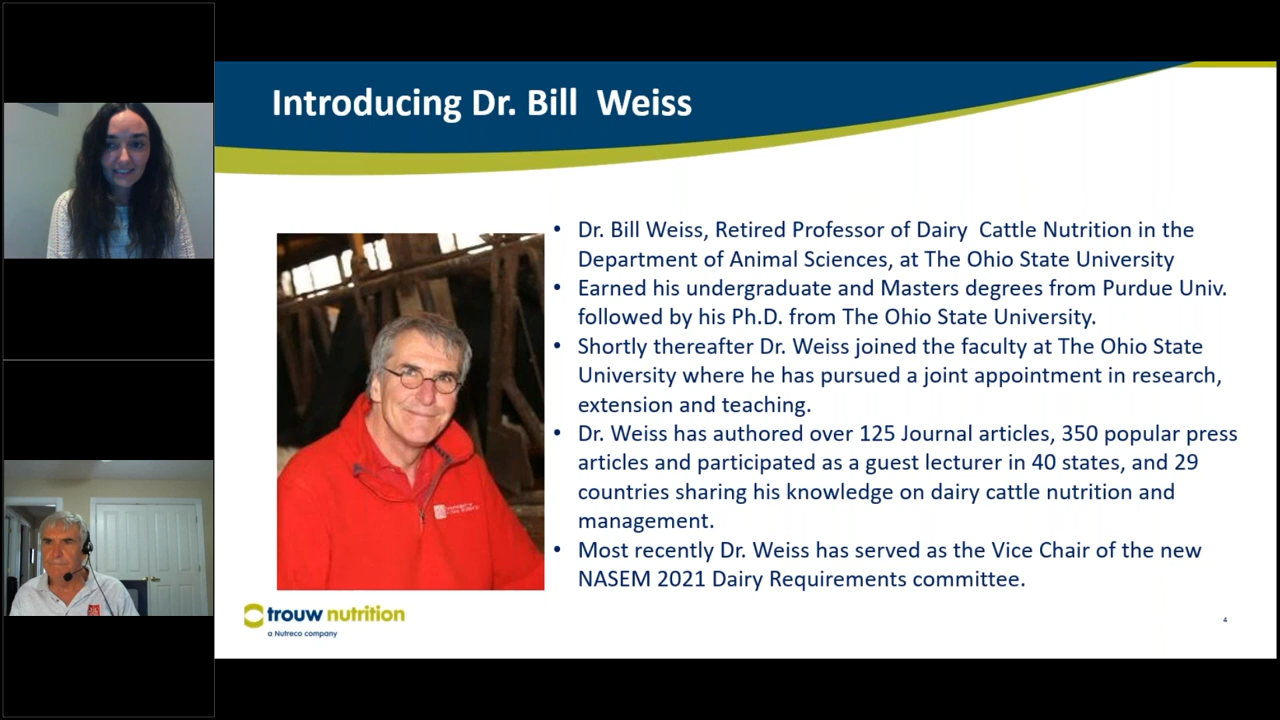 Introducing Dr. Bill Weiss
• Dr. Bill Weiss, Retired Professor of Dairy Cattle Nutrition in the
Department of Animal Sciences, at The Ohio State University
• Earned his undergraduate and Masters degrees from Purdue Univ.
followed by his Ph.D. from The Ohio State University.
• Shortly thereafter Dr. Weiss joined the faculty at The Ohio State
University where he has pursued a joint appointment in research,
extension and teaching.
• Dr. Weiss has authored over 125 Journal articles, 350 popular press
articles and participated as a guest lecturer in 40 states, and 29
countries sharing his knowledge on dairy cattle nutrition and
management.
• Most recently Dr. Weiss has served as the Vice Chair of the new
NASEM 2021 Dairy Requirements committee.
trouw nutrition
a Nutreco company
4